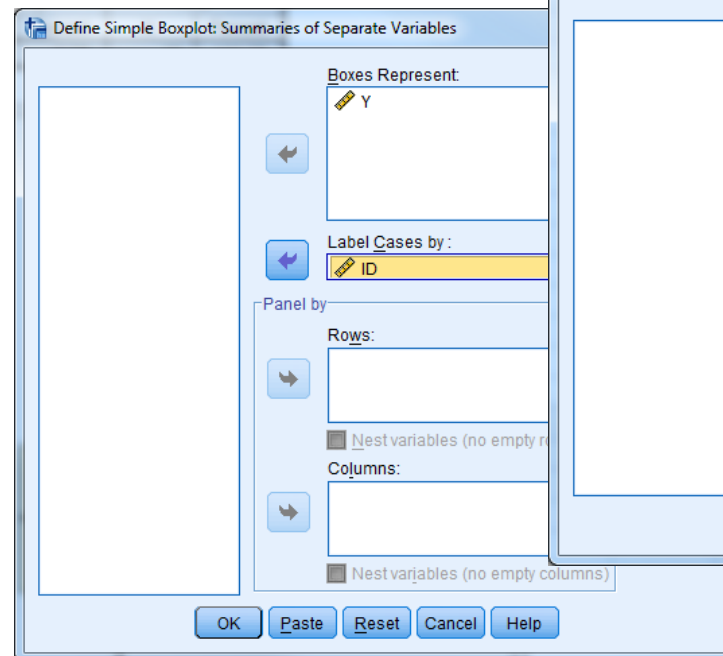 Define Simple Boxplot: Summaries of Separate Variables
Boxes Represent:
Y
Label Cases by :
ID
Panel by
Rows:
Nest variables (no empty
Columns:
Nest variables (no empty columns)
OK Paste Reset Cancel Help